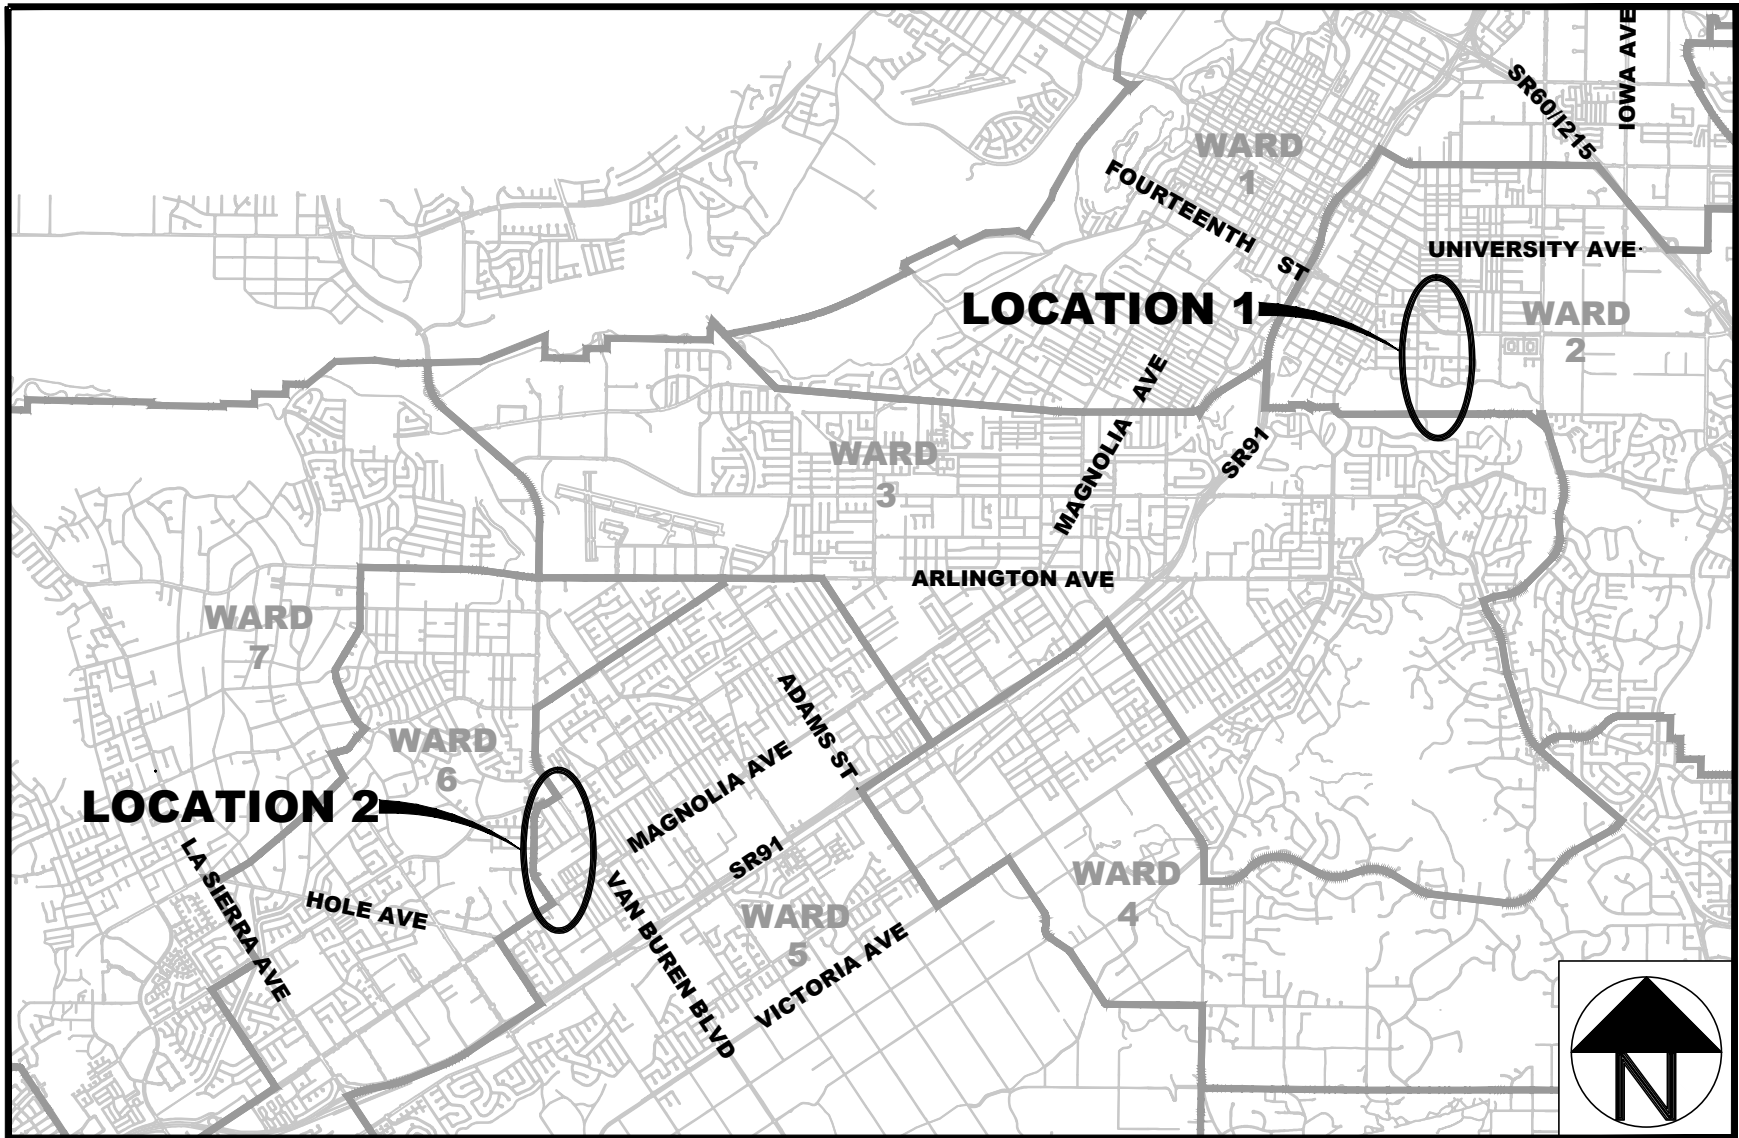 IOWA AVE
SR60/I215
WARD
1
FOURTEENTH ST
UNIVERSITY AVE
LOCATION 1
WARD
2
MAGNOLIA AVE
WARD
3
SR91
ARLINGTON AVE
WARD
7
ADAMS ST
WARD
6
MAGNOLIA AVE
LOCATION 2
SR91
LA SIERRA AVE
HOLE AVE
VAN BUREN BLVD
WARD
5
WARD
4
VICTORIA AVE
N